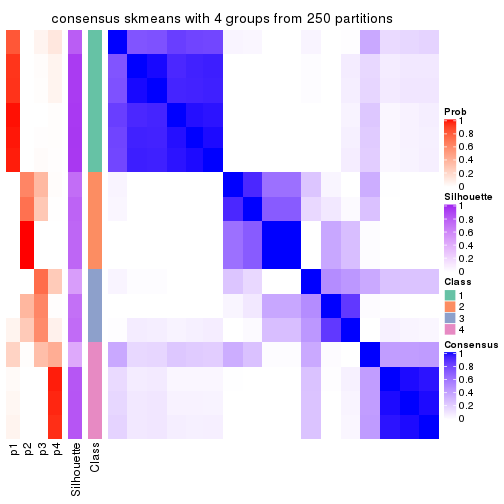 consensus skmeans with 4 groups from 250 partitions
p1
p2
p3
p4
Silhouette
Class
Prob
1
0.8
0.6
0.4
0.2
0
Silhouette
1
0.8
0.6
0.4
0.2
0
Class
1
2
3
4
Consensus
1
0.8
0.6
0.4
0.2
0